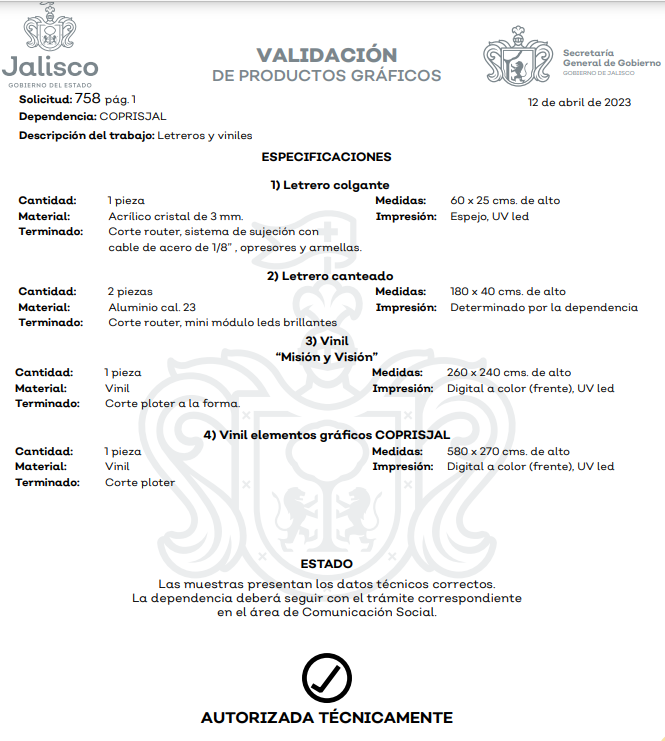 Jalisco
GOBIERNO DEL ESTADO
VALIDACIÓN
DE PRODUCTOS GRÁFICOS
Secretaría
General de Gobierno
GOBIERNO DE JALISCO
Solicitud: 758 pág. 1
12 de abril de 2023
Dependencia: COPRISJAL
Descripción del trabajo: Letreros y viniles
ESPECIFICACIONES
1) Letrero colgante
Cantidad: 1 pieza Medidas: 60 x 25 cms. de alto
Material: Acrílico cristal de 3 mm. Impresión: Espejo, UV led
Terminado: Corte router, sistema de sujeción con
cable de acero de 1/8” , opresores y armellas.
2) Letrero canteado
Cantidad: 2 piezas Medidas: 180 x 40 cms. de alto
Material: Aluminio cal. 23 Impresión: Determinado por la dependencia
Terminado: Corte router, mini módulo leds brillantes
3) Vinil
“Misión y Visión”
Cantidad: 1 pieza Medidas: 260 x 240 cms. de alto
Material: Vinil Impresión: Digital a color (frente), UV led
Terminado: Corte ploter a la forma.
4) Vinil elementos gráficos COPRISJAL
Cantidad: 1 pieza Medidas: 580 x 270 cms. de alto
Material: Vinil Impresión: Digital a color (frente), UV led
Terminado: Corte ploter
ESTADO
Las muestras presentan los datos técnicos correctos.
La dependencia deberá seguir con el trámite correspondiente
en el área de Comunicación Social.
AUTORIZADA TÉCNICAMENTE